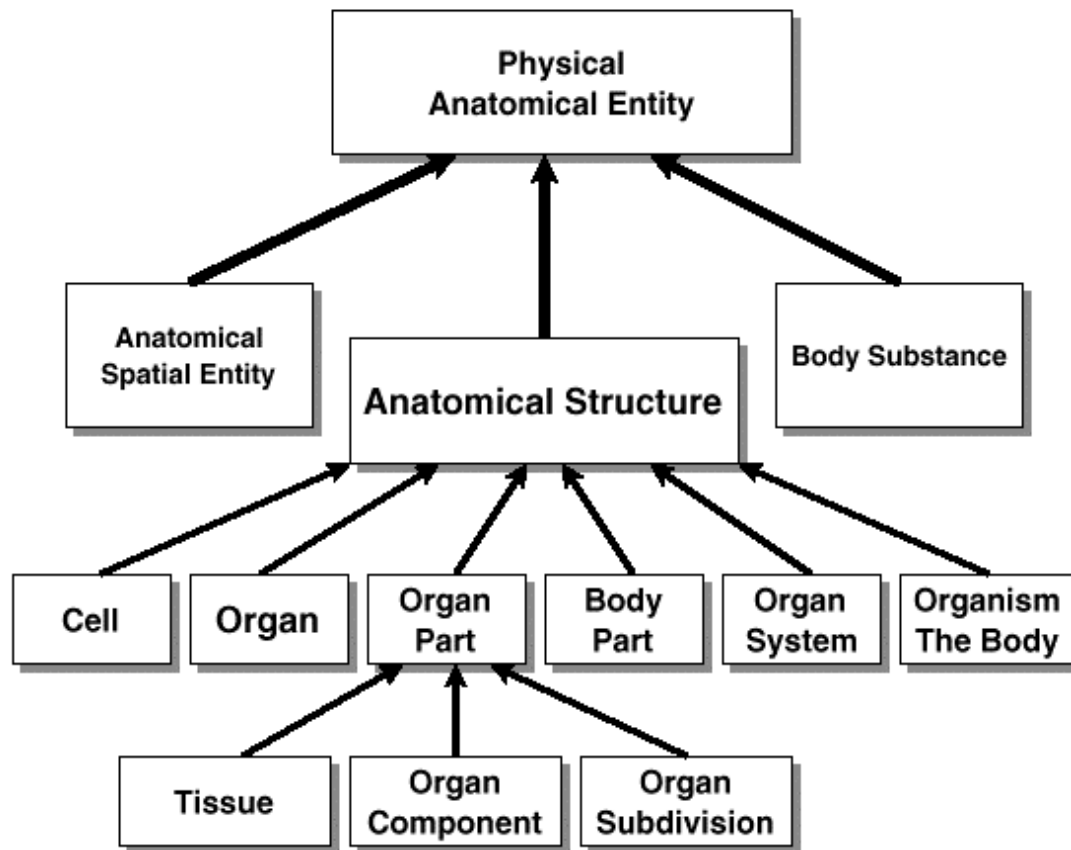 Physical
Anatomical Entity
Anatomical
Spatial Entity
Anatomical Structure
Body Substance
Cell
Organ
Organ
Part
Body
Part
Organ
System
Organism
The Body
Tissue
Organ
Component
Organ
Subdivision